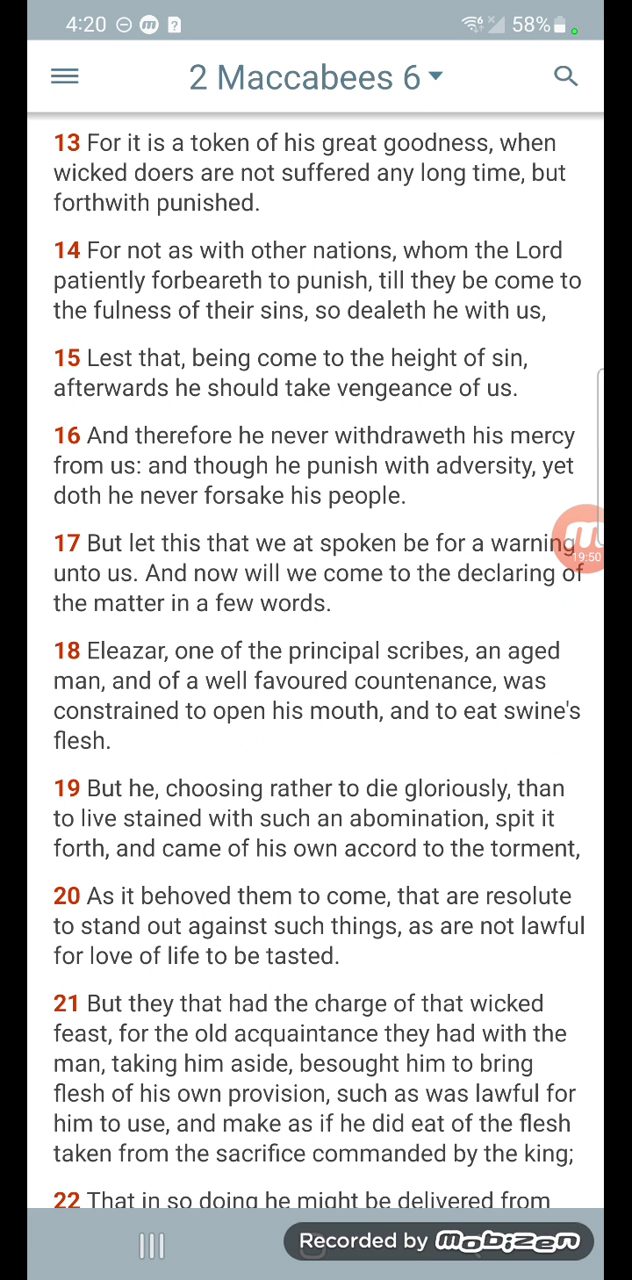 4:20 58%
2 Maccabees 6
13 For it is a token of his great goodness, when
wicked doers are not suffered any long time, but
forthwith punished.
14 For not as with other nations, whom the Lord
patiently forbeareth to punish, till they be come to
the fulness of their sins, so dealeth he with us,
15 Lest that, being come to the height of sin,
afterwards he should take vengeance of us.
16 And therefore he never withdraweth his mercy
from us: and though he punish with adversity, yet
doth he never forsake his people.
17 But let this that we at spoken be for a warning
unto us. And now will we come to the declaring of
the matter in a few words.
19:50
18 Eleazar, one of the principal scribes, an aged
man, and of a well favoured countenance, was
constrained to open his mouth, and to eat swine's
flesh.
19 But he, choosing rather to die gloriously, than
to live stained with such an abomination, spit it
forth, and came of his own accord to the torment,
20 As it behoved them to come, that are resolute
to stand out against such things, as are not lawful
for love of life to be tasted.
21 But they that had the charge of that wicked
feast, for the old acquaintance they had with the
man, taking him aside, besought him to bring
flesh of his own provision, such as was lawful for
him to use, and make as if he did eat of the flesh
taken from the sacrifice commanded by the king;
22 That in so doing he might be delivered from
Recorded by mobizen